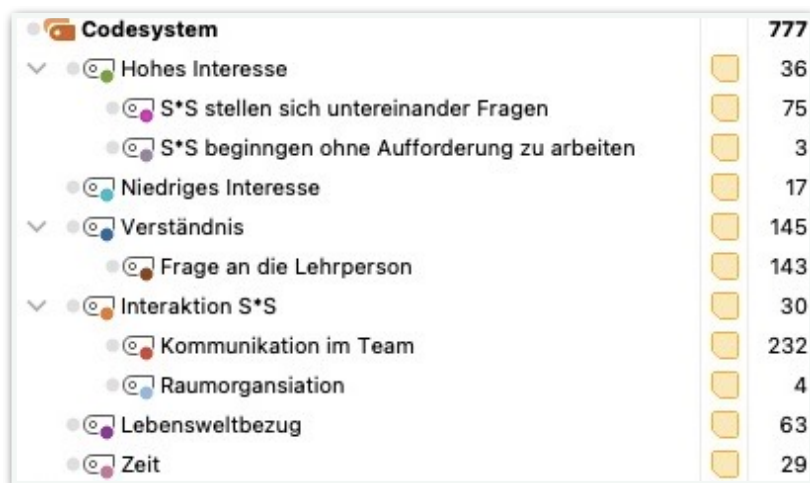 Codesystem 777
Hohes Interesse 36
S*S stellen sich untereinander Fragen 75
S*S beginngen ohne Aufforderung zu arbeiten 3
Niedriges Interesse 17
Verständnis 145
Frage an die Lehrperson 143
Interaktion S*S 30
Kommunikation im Team 232
Raumorgansiation 4
Lebensweltbezug 63
Zeit 29